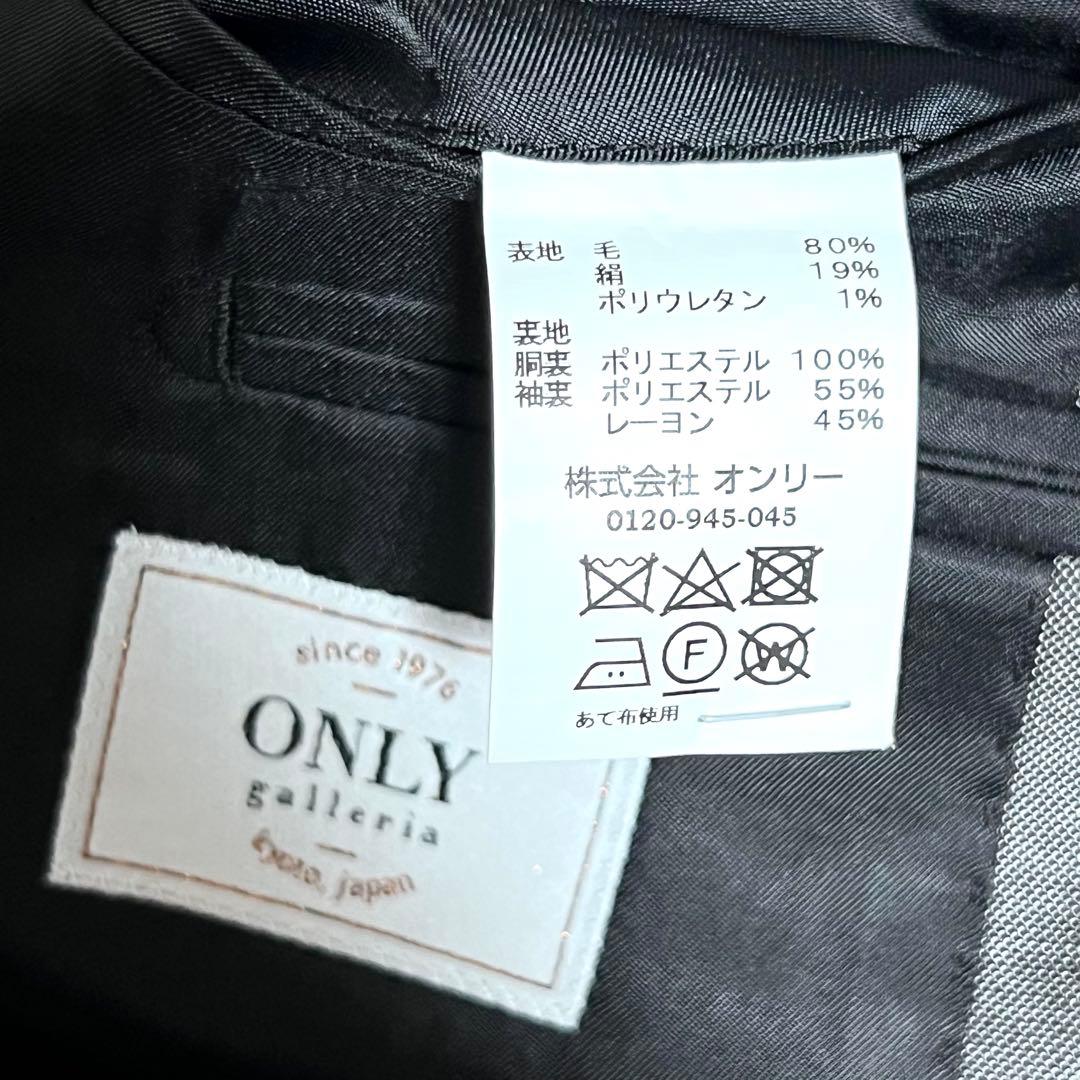 表地 毛 80%
絹 19%
ポリウレタン 1%
裏地
胴裏 ポリエステル 100%
袖裏 ポリエステル 55%
レーヨン 45%
株式会社 オンリー
0120-945-045
F W
あて布使用
since 1976
ONLY
galleria
japan